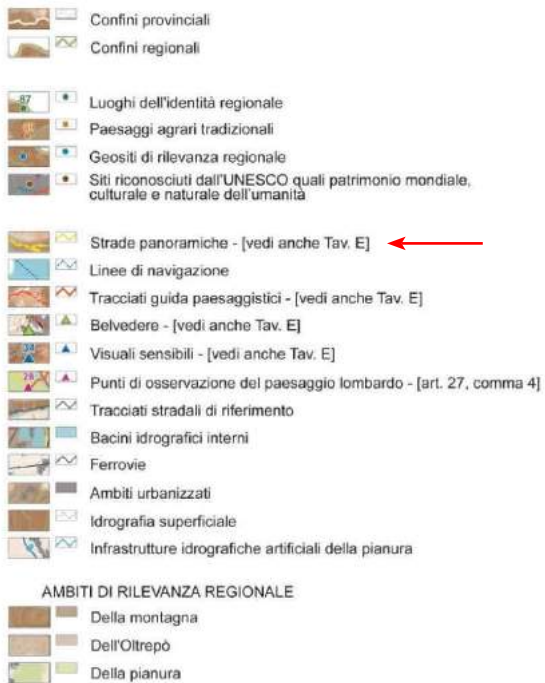 Confini provinciali
Confini regionali
87
Luoghi dell'identità regionale
Paesaggi agrari tradizionali
Geositi di rilevanza regionale
Siti riconosciuti dall'UNESCO quali patrimonio mondiale,
culturale e naturale dell'umanità
Strade panoramiche - [vedi anche Tav. E]
Linee di navigazione
Tracciati guida paesaggistici - [vedi anche Tav. E]
Belvedere - [vedi anche Tav. E]
Visuali sensibili - [vedi anche Tav. E]
Punti di osservazione del paesaggio lombardo - [art. 27, comma 4]
Tracciati stradali di riferimento
Bacini idrografici interni
Ferrovie
Ambiti urbanizzati
Idrografia superficiale
Infrastrutture idrografiche artificiali della pianura
AMBITI DI RILEVANZA REGIONALE
Della montagna
Dell'Oltrepò
Della pianura